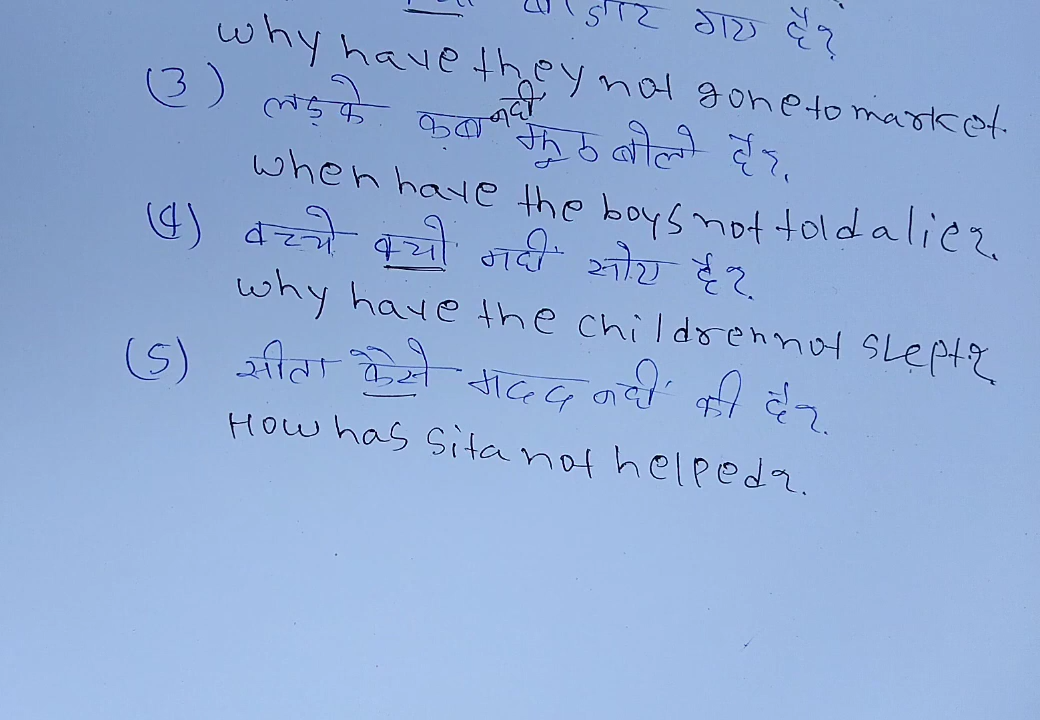 बाजार गए हैं?
why have they not gone to market.
(3) लड़के कब नहीं झूठ बोले हैं?
when have the boys not told a lie?
(4) बच्चे क्यों नहीं सोए हैं?
why have the children not slept?
(5) सीता कैसे मदद नहीं की है?
How has Sita not helped?